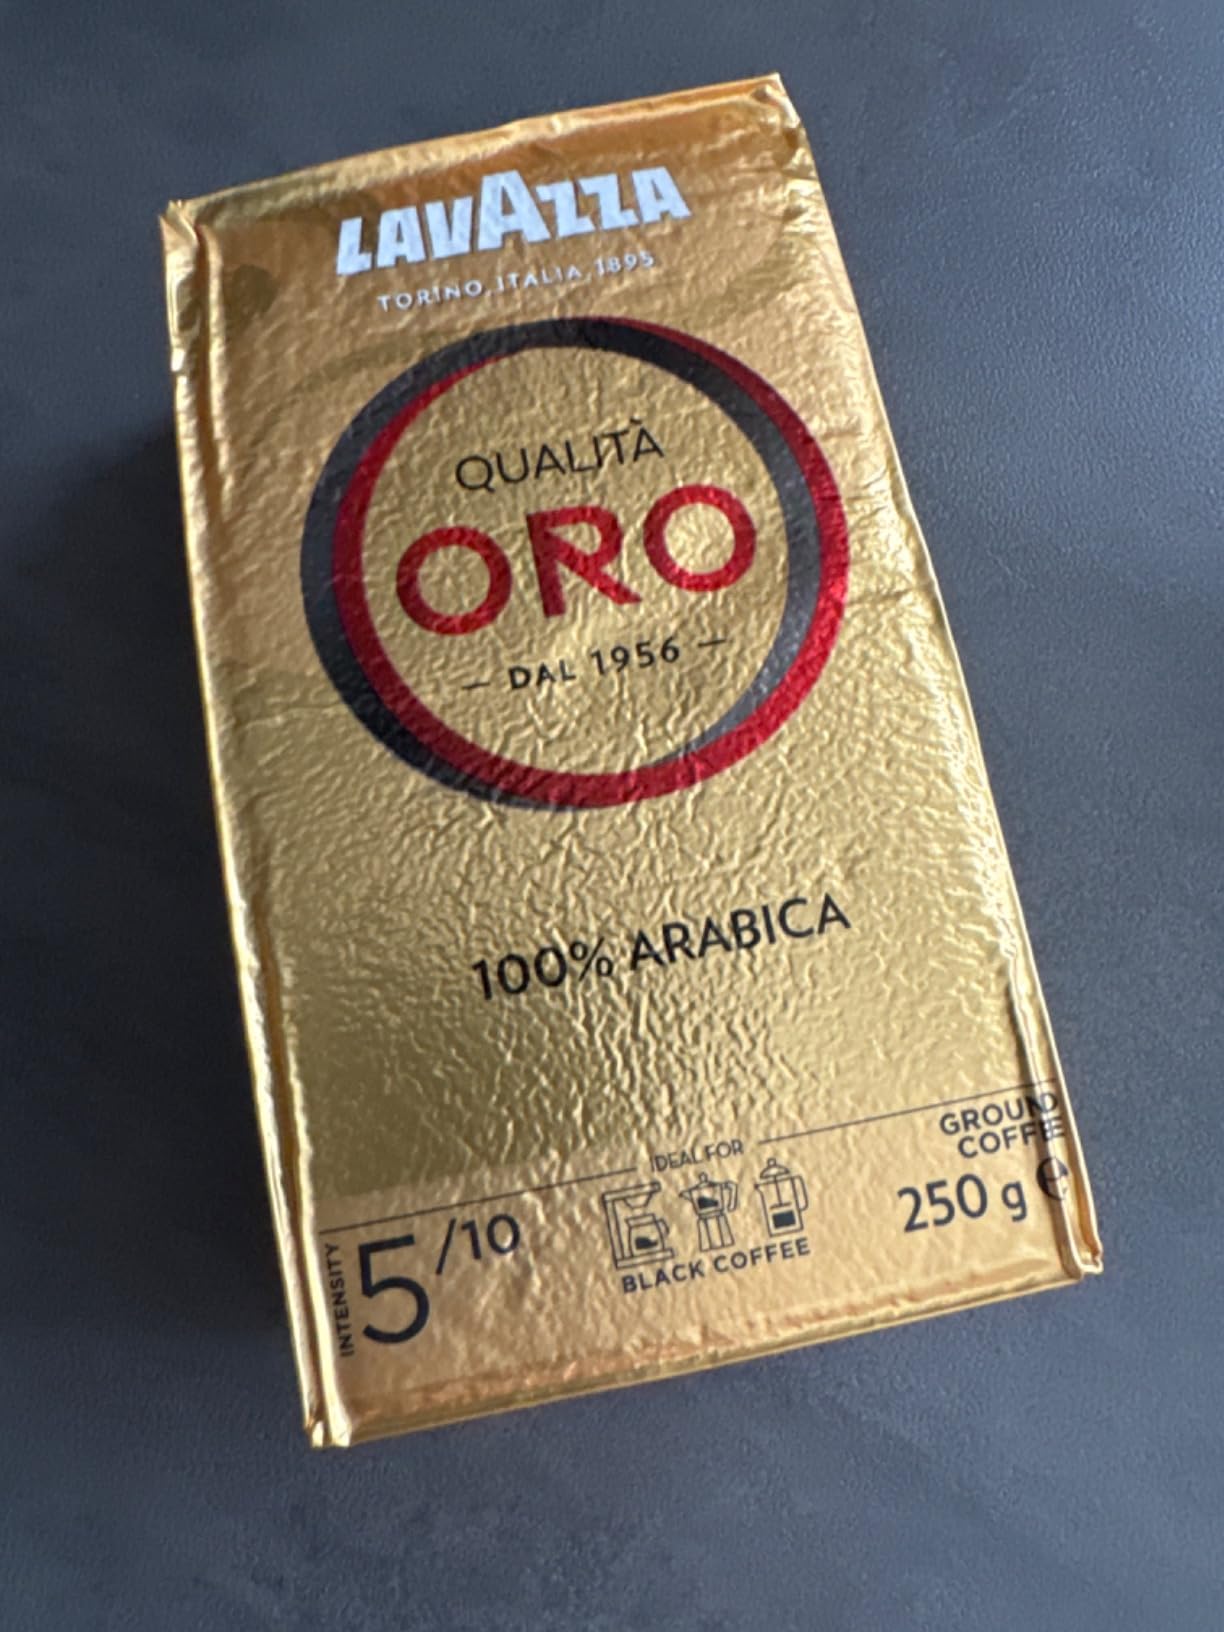 LAVAZZA
TORINO, ITALIA, 1895
QUALITÀ
ORO
— DAL 1956 —
100% ARABICA
INTENSITY
5/10
IDEAL FOR
BLACK COFFEE
GROUND
COFFEE
250 g ℮